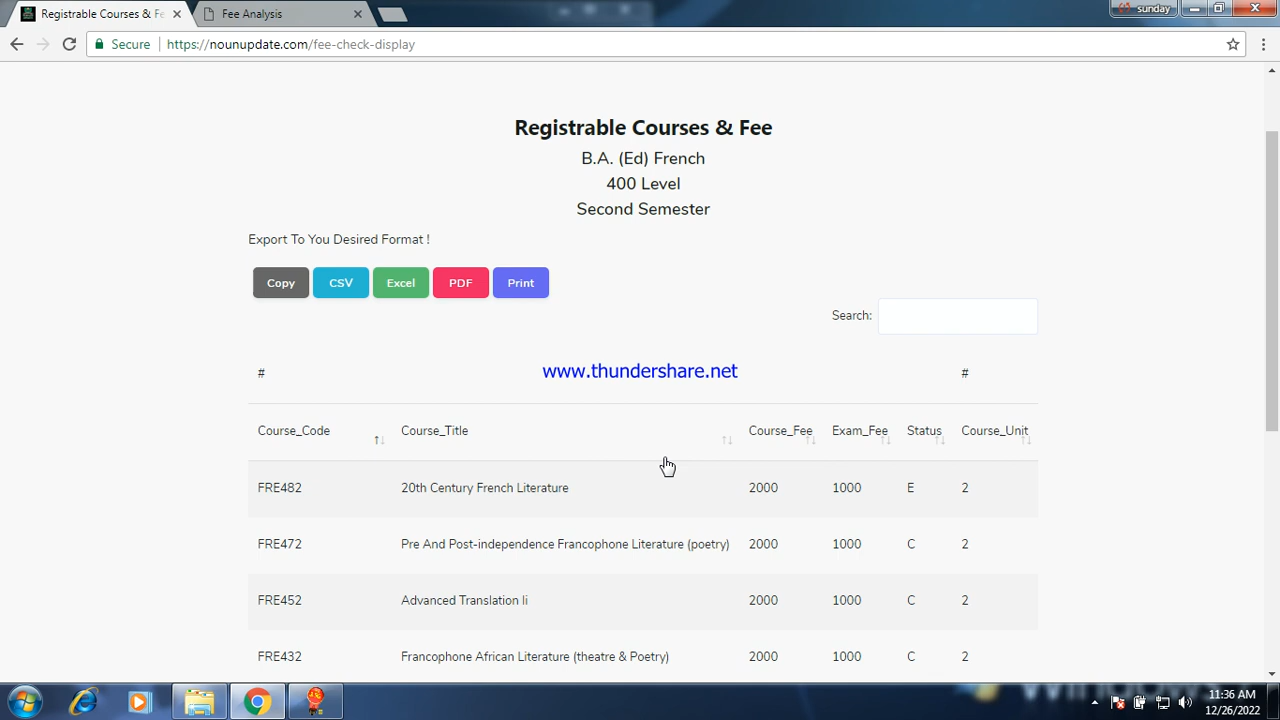 Registrable Courses & Fe
Fee Analysis
sunday
Secure
https://nounupdate.com/fee-check-display
Registrable Courses & Fee
B.A. (Ed) French
400 Level
Second Semester
Export To You Desired Format !
Copy CSV Excel PDF Print
Search:
# www.thundershare.net #
Course_Code Course_Title Course_Fee Exam_Fee Status Course_Unit
FRE482 20th Century French Literature 2000 1000 E 2
FRE472 Pre And Post-independence Francophone Literature (poetry) 2000 1000 C 2
FRE452 Advanced Translation Ii 2000 1000 C 2
FRE432 Francophone African Literature (theatre & Poetry) 2000 1000 C 2
11:36 AM
12/26/2022